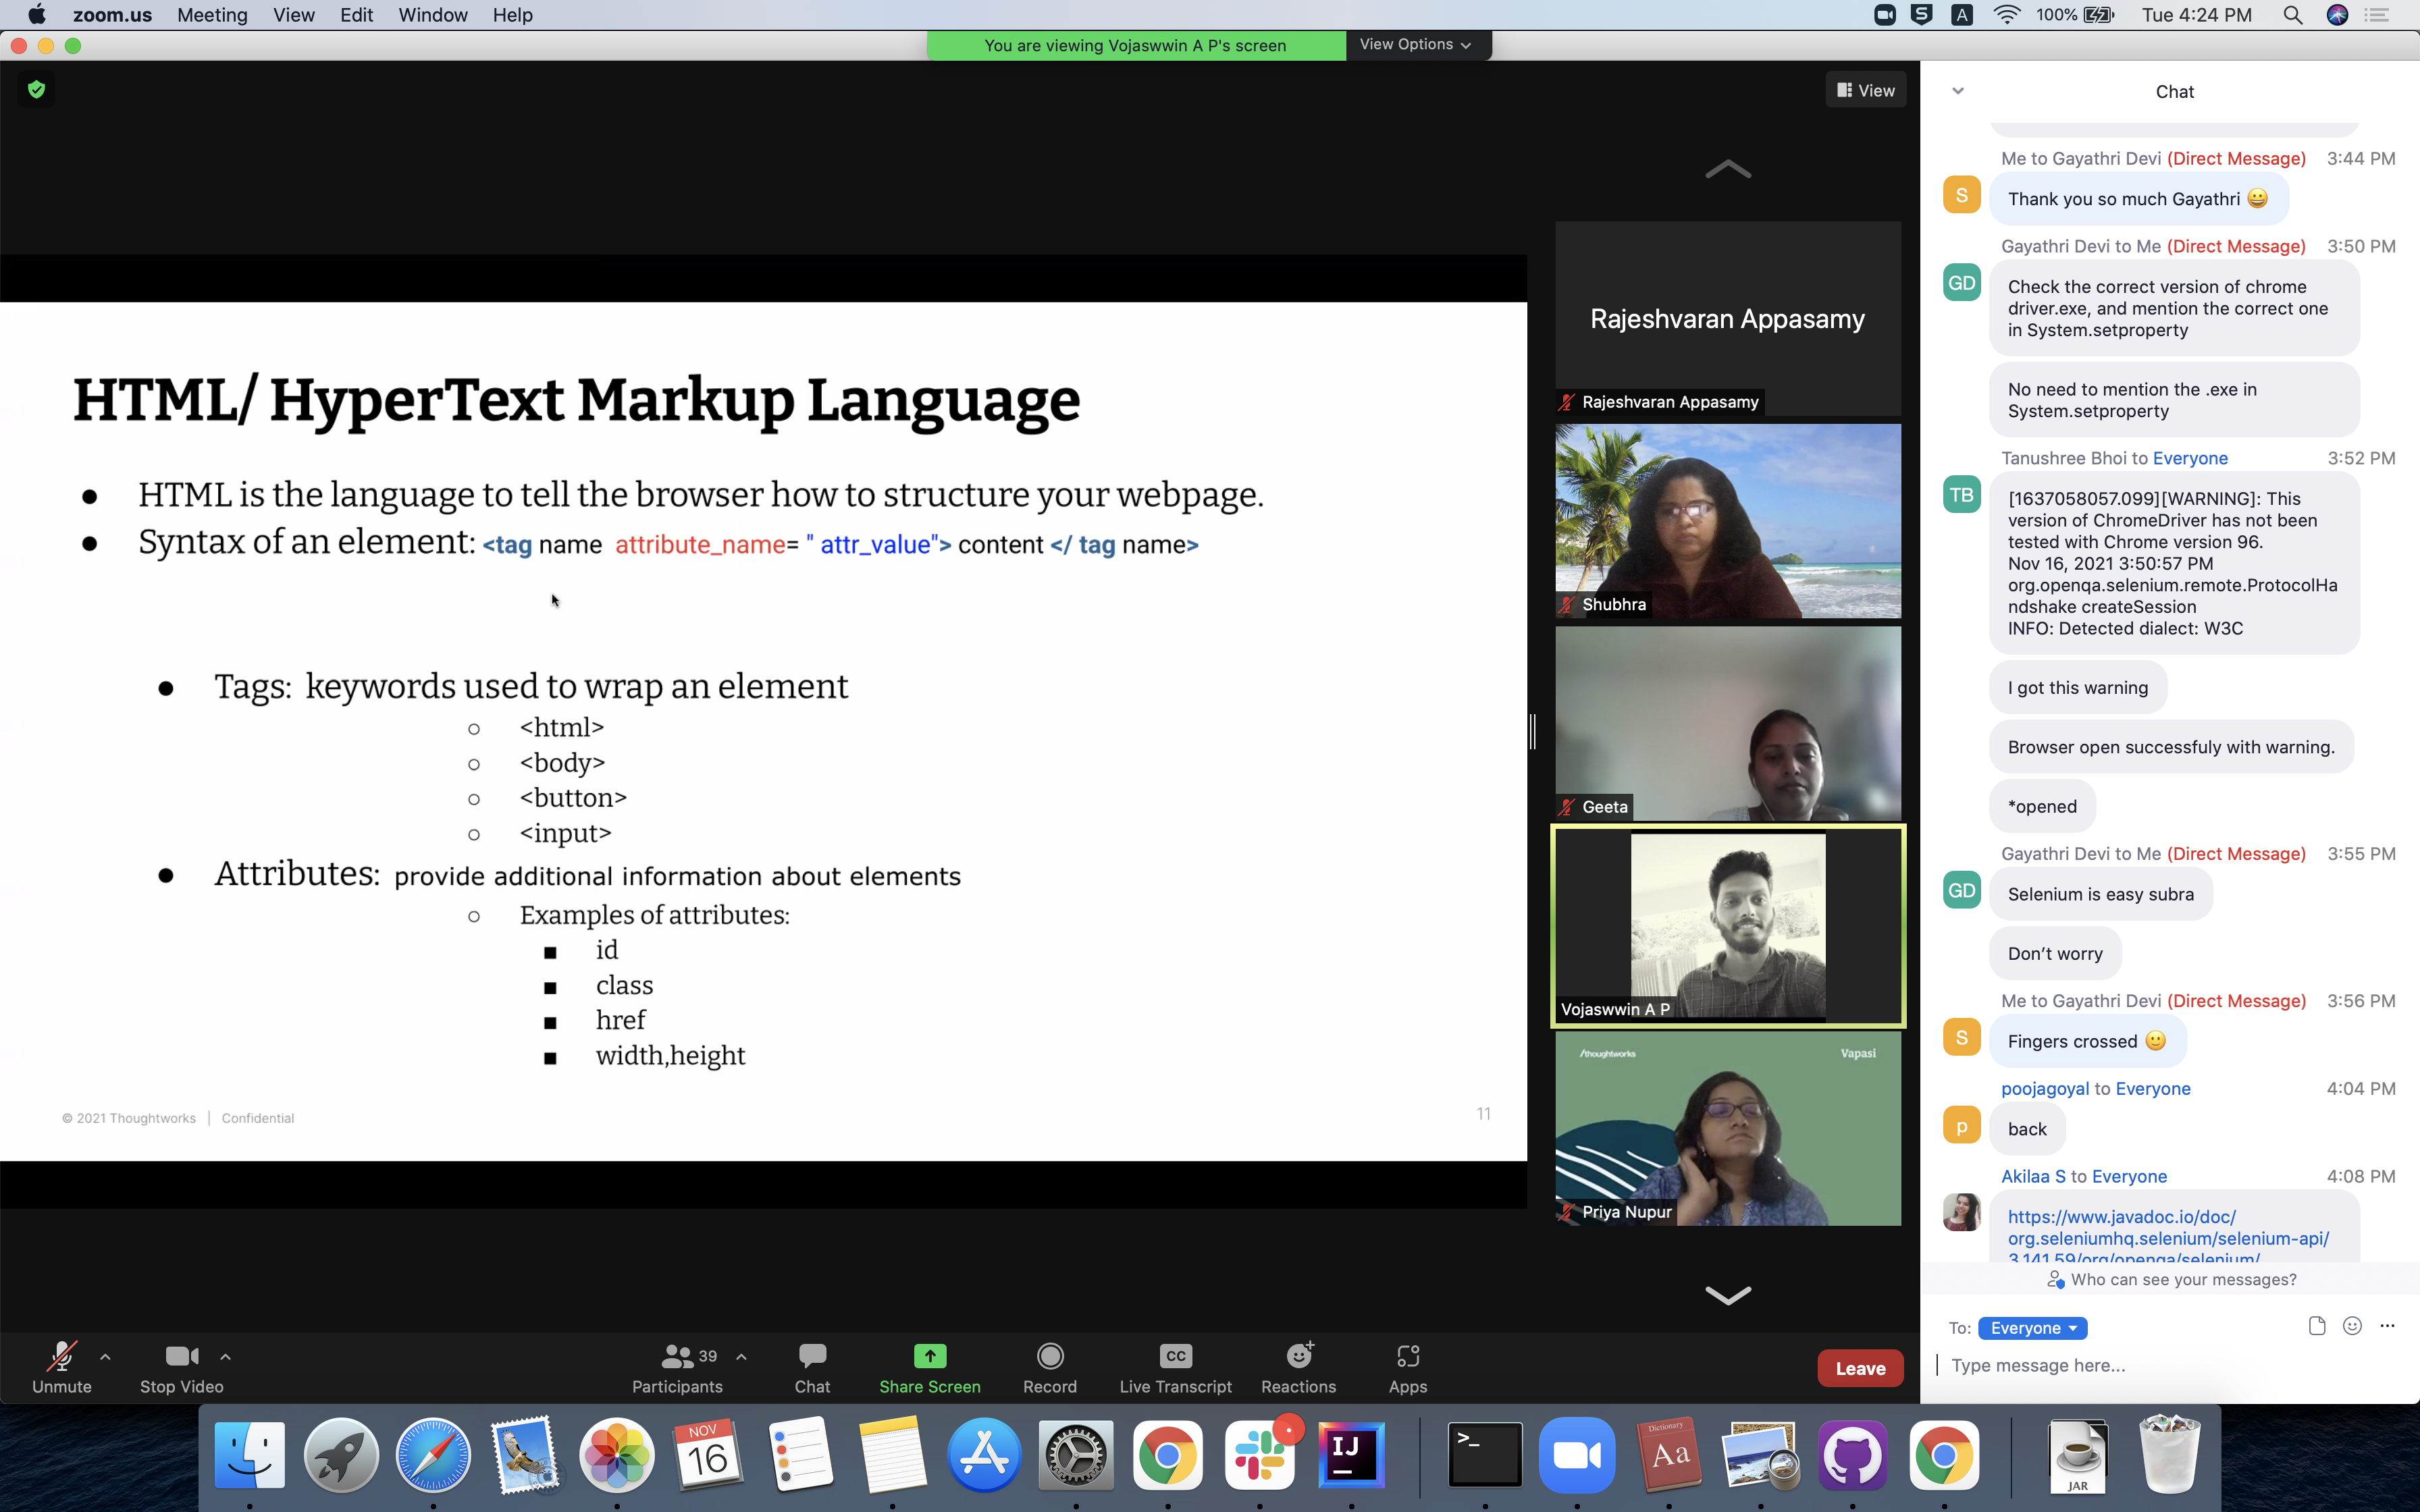 zoom.us Meeting View Edit Window Help
S A 100% Tue 4:24 PM
You are viewing Vojaswwin A P's screen View Options
View
HTML/ HyperText Markup Language
● HTML is the language to tell the browser how to structure your webpage.
● Syntax of an element: <tag name attribute_name= " attr_value"> content </ tag name>
● Tags: keywords used to wrap an element
○ <html>
○ <body>
○ <button>
○ <input>
● Attributes: provide additional information about elements
○ Examples of attributes:
■ id
■ class
■ href
■ width,height
© 2021 Thoughtworks | Confidential
11
Rajeshvaran Appasamy
Rajeshvaran Appasamy
Shubhra
Geeta
Vojaswwin A P
/thoughtworks Vapasi
Priya Nupur
Chat
Me to Gayathri Devi (Direct Message) 3:44 PM
S
Thank you so much Gayathri 😀
Gayathri Devi to Me (Direct Message) 3:50 PM
GD
Check the correct version of chrome
driver.exe, and mention the correct one
in System.setproperty
No need to mention the .exe in
System.setproperty
Tanushree Bhoi to Everyone 3:52 PM
TB
[1637058057.099][WARNING]: This
version of ChromeDriver has not been
tested with Chrome version 96.
Nov 16, 2021 3:50:57 PM
org.openqa.selenium.remote.ProtocolHa
ndshake createSession
INFO: Detected dialect: W3C
I got this warning
Browser open successfuly with warning.
*opened
Gayathri Devi to Me (Direct Message) 3:55 PM
GD
Selenium is easy subra
Don’t worry
Me to Gayathri Devi (Direct Message) 3:56 PM
S
Fingers crossed 🙂
poojagoyal to Everyone 4:04 PM
p
back
Akilaa S to Everyone 4:08 PM
https://www.javadoc.io/doc/
org.seleniumhq.selenium/selenium-api/
3.141.59/org/openqa/selenium/
Who can see your messages?
To: Everyone
Type message here...
Unmute
Stop Video
39
Participants
Chat
Share Screen
Record
CC
Live Transcript
Reactions
Apps
Leave
NOV
16
IJ
>_
Dictionary
Aa
JAR